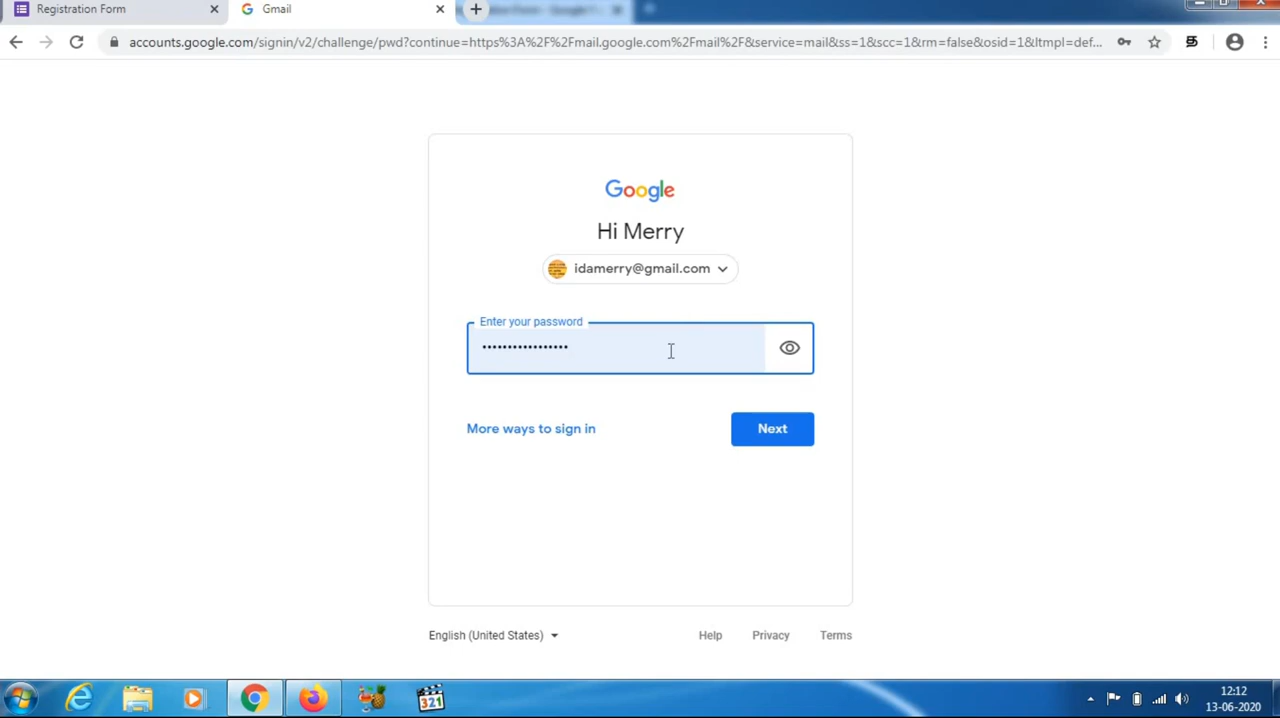 Registration Form
Gmail
accounts.google.com/signin/v2/challenge/pwd?continue=https%3A%2F%2Fmail.google.com%2Fmail%2F&service=mail&ss=1&scc=1&rm=false&osid=1&ltmpl=def...
Google
Hi Merry
idamerry@gmail.com
Enter your password
•••••••••••••••••
More ways to sign in
Next
English (United States)
Help
Privacy
Terms
321
12:12
13-06-2020